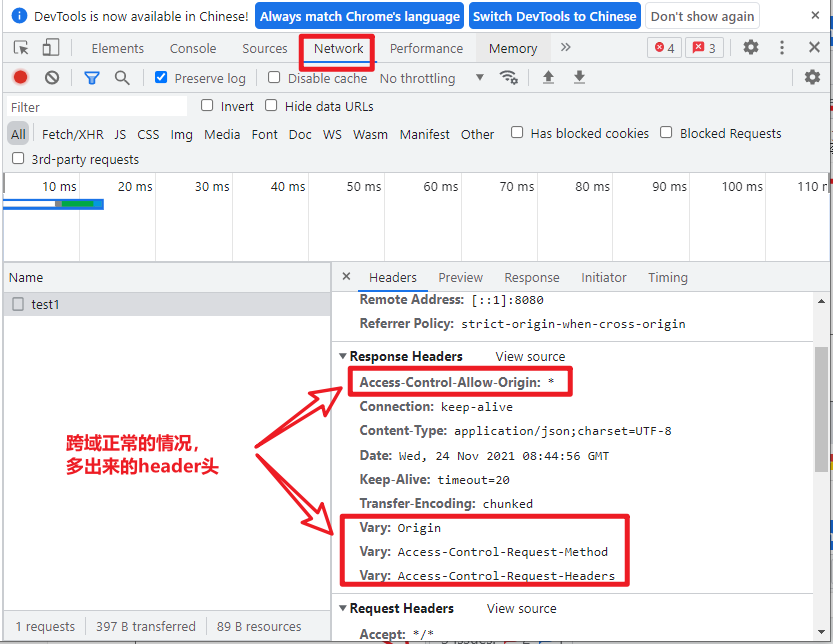 DevTools is now available in Chinese! Always match Chrome's language Switch DevTools to Chinese Don't show again
Elements Console Sources Network Performance Memory 4 3
Preserve log Disable cache No throttling
Filter Invert Hide data URLs
All Fetch/XHR JS CSS Img Media Font Doc WS Wasm Manifest Other Has blocked cookies Blocked Requests
3rd-party requests
10 ms 20 ms 30 ms 40 ms 50 ms 60 ms 70 ms 80 ms 90 ms 100 ms 110
Name
test1
Headers Preview Response Initiator Timing
Remote Address: [::1]:8080
Referrer Policy: strict-origin-when-cross-origin
Response Headers View source
Access-Control-Allow-Origin: *
Connection: keep-alive
Content-Type: application/json;charset=UTF-8
Date: Wed, 24 Nov 2021 08:44:56 GMT
Keep-Alive: timeout=20
Transfer-Encoding: chunked
Vary: Origin
Vary: Access-Control-Request-Method
Vary: Access-Control-Request-Headers
跨域正常的情况，
多出来的header头
Request Headers View source
Accept: */*
1 requests 397 B transferred 89 B resources